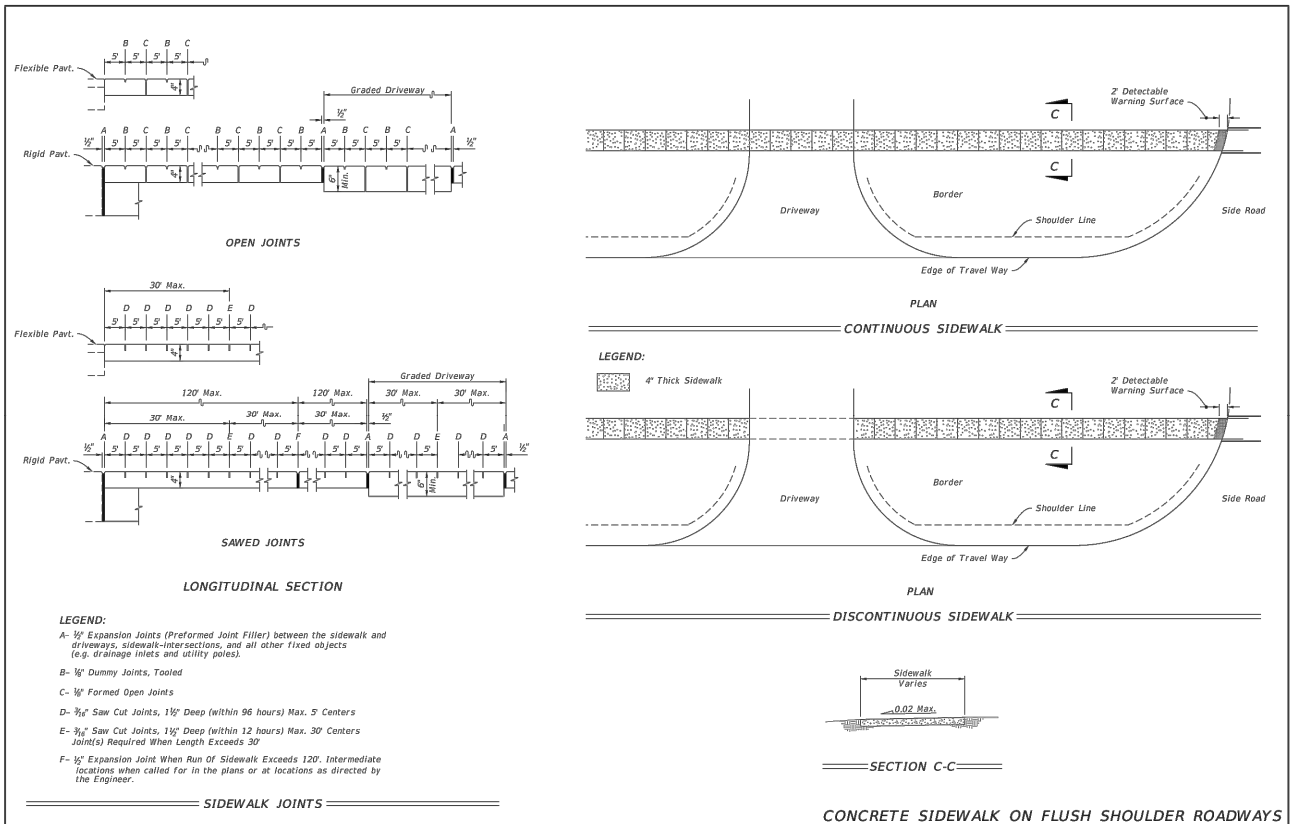 B C B C
5' 5' 5' 5'
Flexible Pavt.
4"
Graded Driveway
½"
A B C B C B C B C B A B C B C A
½" 5' 5' 5' 5' 5' 5' 5' 5' 5' 5' 5' 5' ½"
Rigid Pavt.
4"
6" Min.
OPEN JOINTS
30' Max.
D D D D D E D
5' 5' 5' 5' 5' 5' 5'
Flexible Pavt.
4"
Graded Driveway
120' Max. 120' Max. 30' Max. 30' Max.
30' Max. 30' Max. 30' Max. ½"
A D D D D D E D D F D D A D D E D D A
½" 5' 5' 5' 5' 5' 5' 5' 5' 5' 5' 5' 5' 5' 5' ½"
Rigid Pavt.
4"
6" Min.
SAWED JOINTS
LONGITUDINAL SECTION
LEGEND:
A– ½" Expansion Joints (Preformed Joint Filler) between the sidewalk and
driveways, sidewalk-intersections, and all other fixed objects
(e.g. drainage inlets and utility poles).
B– ⅛" Dummy Joints, Tooled
C– ⅛" Formed Open Joints
D– 3/16" Saw Cut Joints, 1½" Deep (within 96 hours) Max. 5' Centers
E– 3/16" Saw Cut Joints, 1½" Deep (within 12 hours) Max. 30' Centers
Joint(s) Required When Length Exceeds 30'
F– ½" Expansion Joint When Run Of Sidewalk Exceeds 120'. Intermediate
locations when called for in the plans or at locations as directed by
the Engineer.
SIDEWALK JOINTS
2' Detectable
Warning Surface
C
C
Border
Driveway
Side Road
Shoulder Line
Edge of Travel Way
PLAN
CONTINUOUS SIDEWALK
LEGEND:
4" Thick Sidewalk
2' Detectable
Warning Surface
C
C
Border
Driveway
Side Road
Shoulder Line
Edge of Travel Way
PLAN
DISCONTINUOUS SIDEWALK
Sidewalk
Varies
0.02 Max.
SECTION C-C
CONCRETE SIDEWALK ON FLUSH SHOULDER ROADWAYS